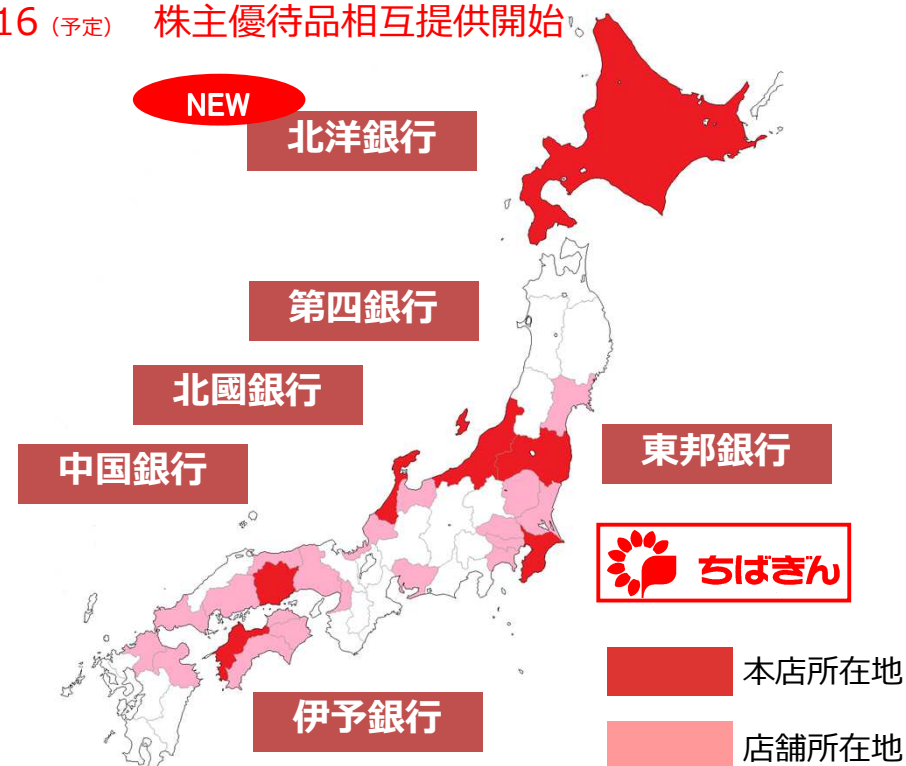 16 (予定) 株主優待品相互提供開始
NEW
北洋銀行
第四銀行
北國銀行
中国銀行
東邦銀行
ちばぎん
本店所在地
伊予銀行
店舗所在地